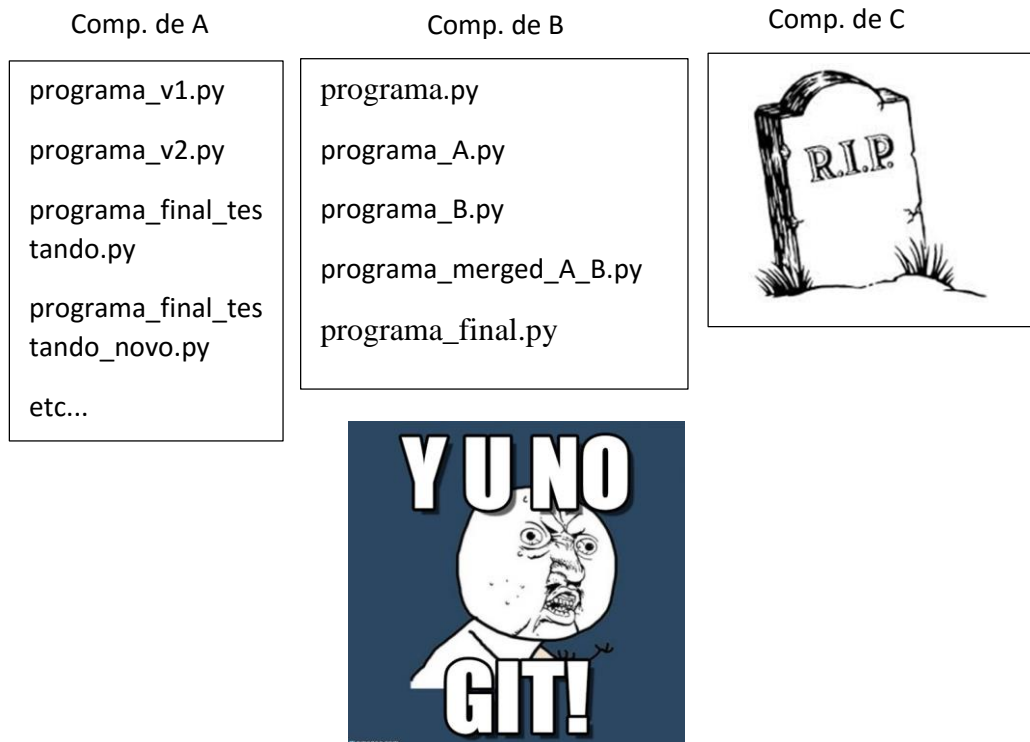 Comp. de A
programa_v1.py
programa_v2.py
programa_final_tes
tando.py
programa_final_tes
tando_novo.py
etc...
Comp. de B
programa.py
programa_A.py
programa_B.py
programa_merged_A_B.py
programa_final.py
Comp. de C
R.I.P.
Y U NO
GIT!